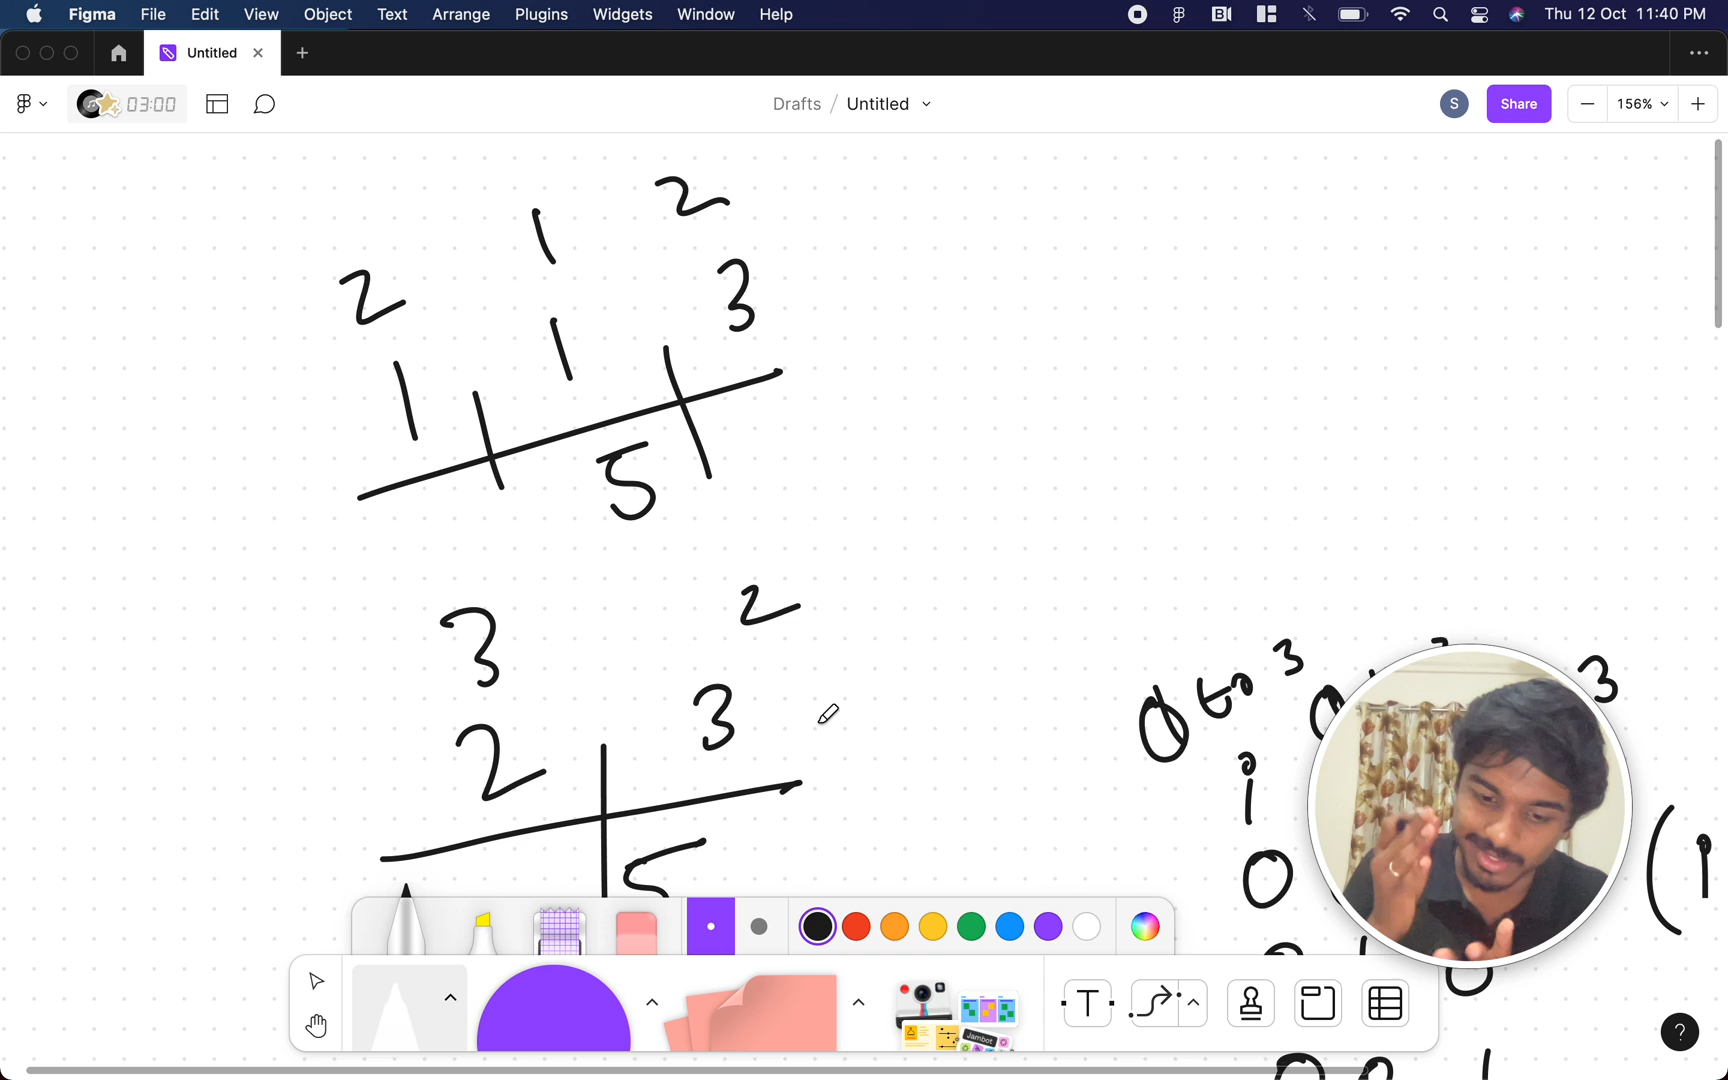 Figma File Edit View Object Text Arrange Plugins Widgets Window Help Thu 12 Oct 11:40 PM
Untitled
03:00 Drafts / Untitled S Share 156%
2
1
2
3
2
1
1
5
2
3
3
2
5
0 to 3
3
i
0
( i
0
T
Jambot
?